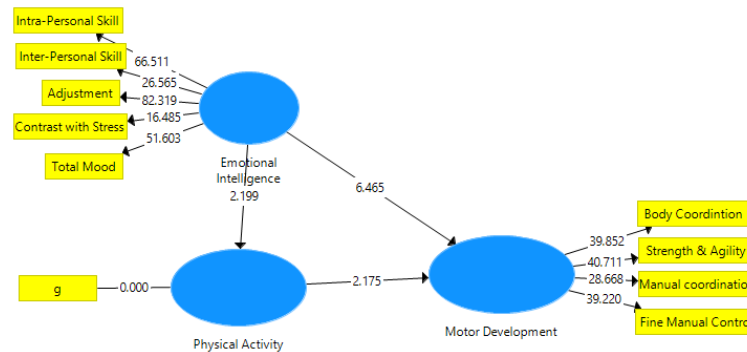 Intra-Personal Skill
66.511
Inter-Personal Skill
26.565
Adjustment
82.319
Contrast with Stress
16.485
51.603
Total Mood
Emotional
Intelligence
2.199
6.465
Body Coordintion
39.852
Strength & Agility
40.711
Manual coordination
28.668
39.220
Fine Manual Control
g
0.000
2.175
Physical Activity
Motor Development